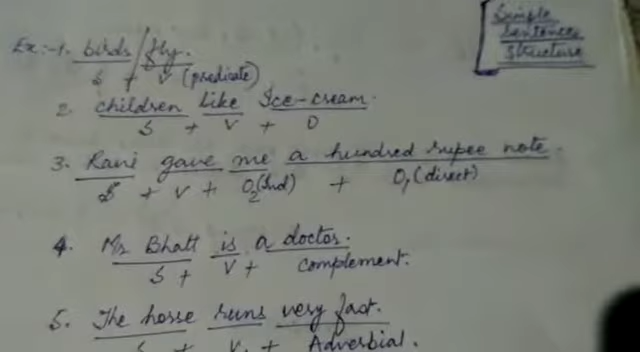 Simple
Sentence
Structure
Ex:-1. birds / fly.
S + V (predicate)
2. children like Ice-cream.
S + V + O
3. Rani gave me a hundred rupee note.
S + V + O2 (Ind) + O1 (direct)
4. Mr Bhatt is a doctor.
S + V + complement.
5. The horse runs very fast.
S + V + Adverbial.